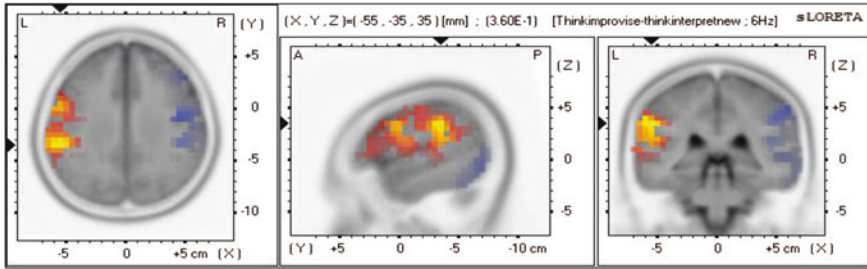 (X, Y, Z)=(-55 , -35 , 35 ) [mm] ; (3.60E-1) [Thinkimprovise-thinkinterpretnew ; 6Hz] sLORETA
L R (Y)
+5
0
-5
-10
-5 0 +5 cm (X)
A P (Z)
+5
0
-5
(Y) +5 0 -5 -10 cm
L R (Z)
+5
0
-5
-5 0 +5 cm (X)